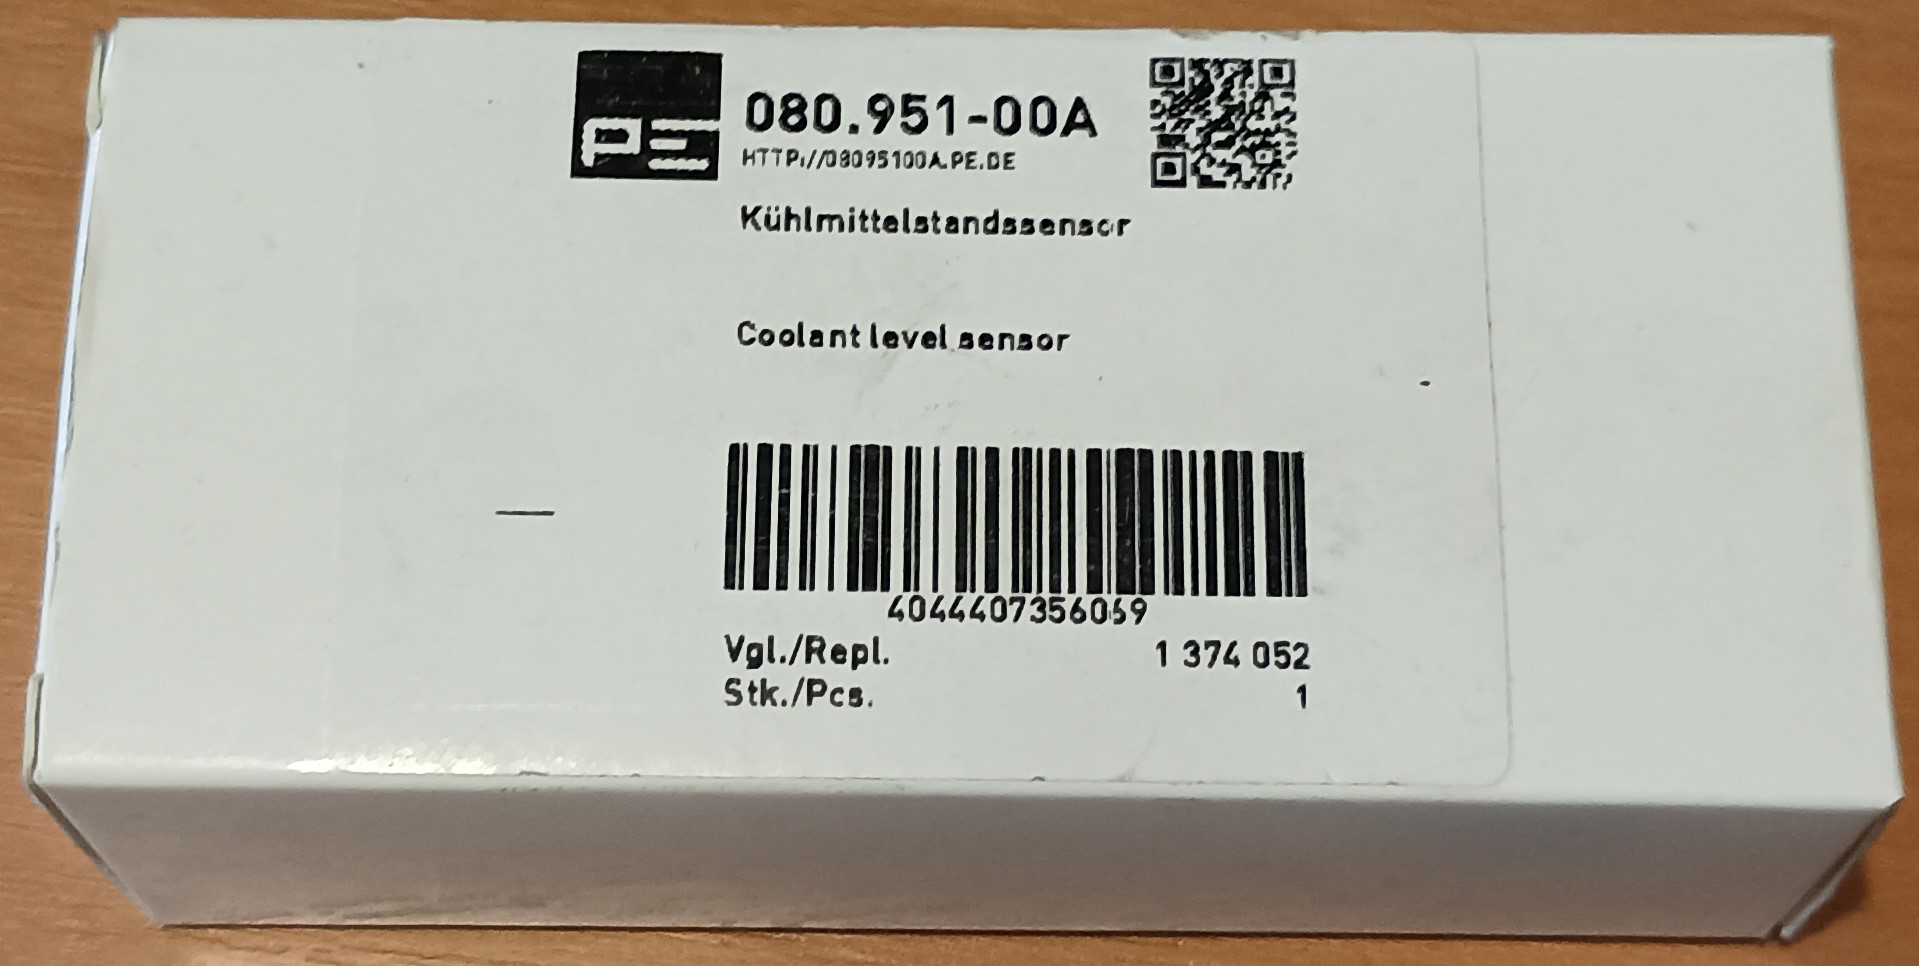 PE
080.951-00A
HTTP://08095100A.PE.DE
Kühlmittelstandssensor
Coolant level sensor
4044407356069
Vgl./Repl. 1 374 052
Stk./Pcs. 1